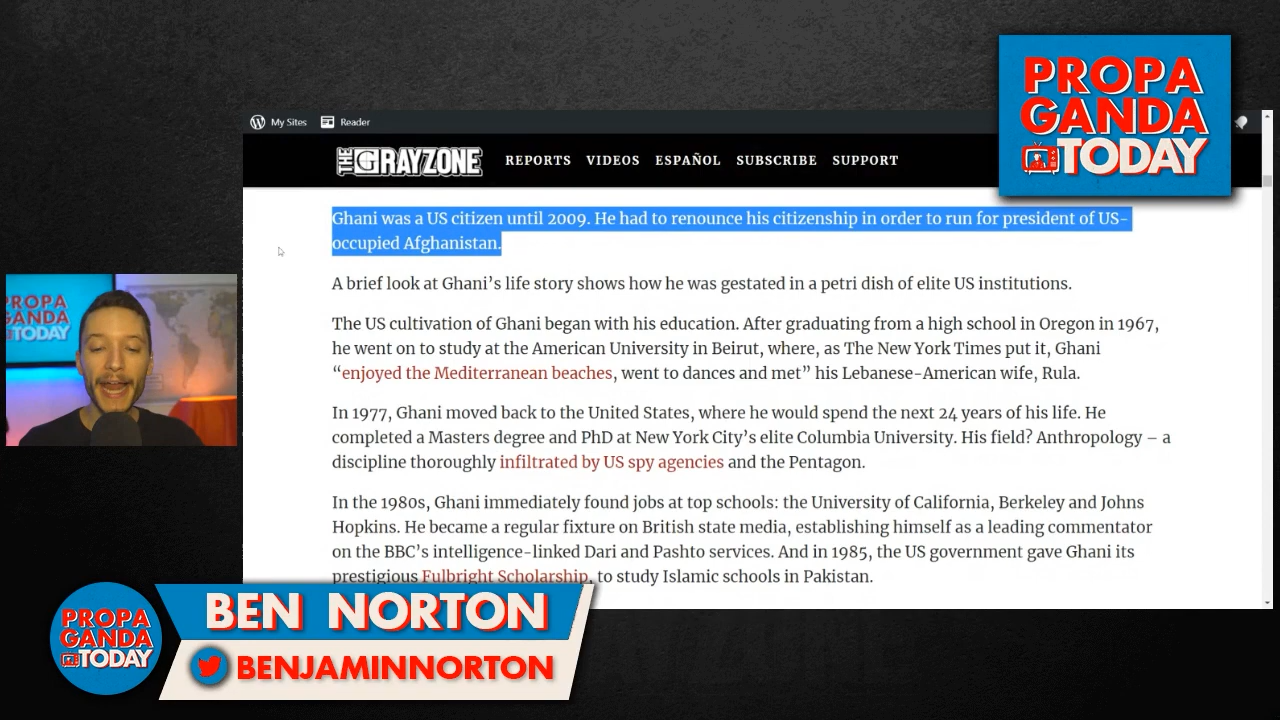 PROPA
GANDA
TODAY
My Sites
Reader
THE GRAYZONE
REPORTS VIDEOS ESPAÑOL SUBSCRIBE SUPPORT
Ghani was a US citizen until 2009. He had to renounce his citizenship in order to run for president of US-
occupied Afghanistan.
A brief look at Ghani’s life story shows how he was gestated in a petri dish of elite US institutions.
The US cultivation of Ghani began with his education. After graduating from a high school in Oregon in 1967,
he went on to study at the American University in Beirut, where, as The New York Times put it, Ghani
“enjoyed the Mediterranean beaches, went to dances and met” his Lebanese-American wife, Rula.
In 1977, Ghani moved back to the United States, where he would spend the next 24 years of his life. He
completed a Masters degree and PhD at New York City’s elite Columbia University. His field? Anthropology – a
discipline thoroughly infiltrated by US spy agencies and the Pentagon.
In the 1980s, Ghani immediately found jobs at top schools: the University of California, Berkeley and Johns
Hopkins. He became a regular fixture on British state media, establishing himself as a leading commentator
on the BBC’s intelligence-linked Dari and Pashto services. And in 1985, the US government gave Ghani its
prestigious Fulbright Scholarship, to study Islamic schools in Pakistan.
PROPA
GANDA
TODAY
PROPA
GANDA
TODAY
BEN NORTON
BENJAMINNORTON